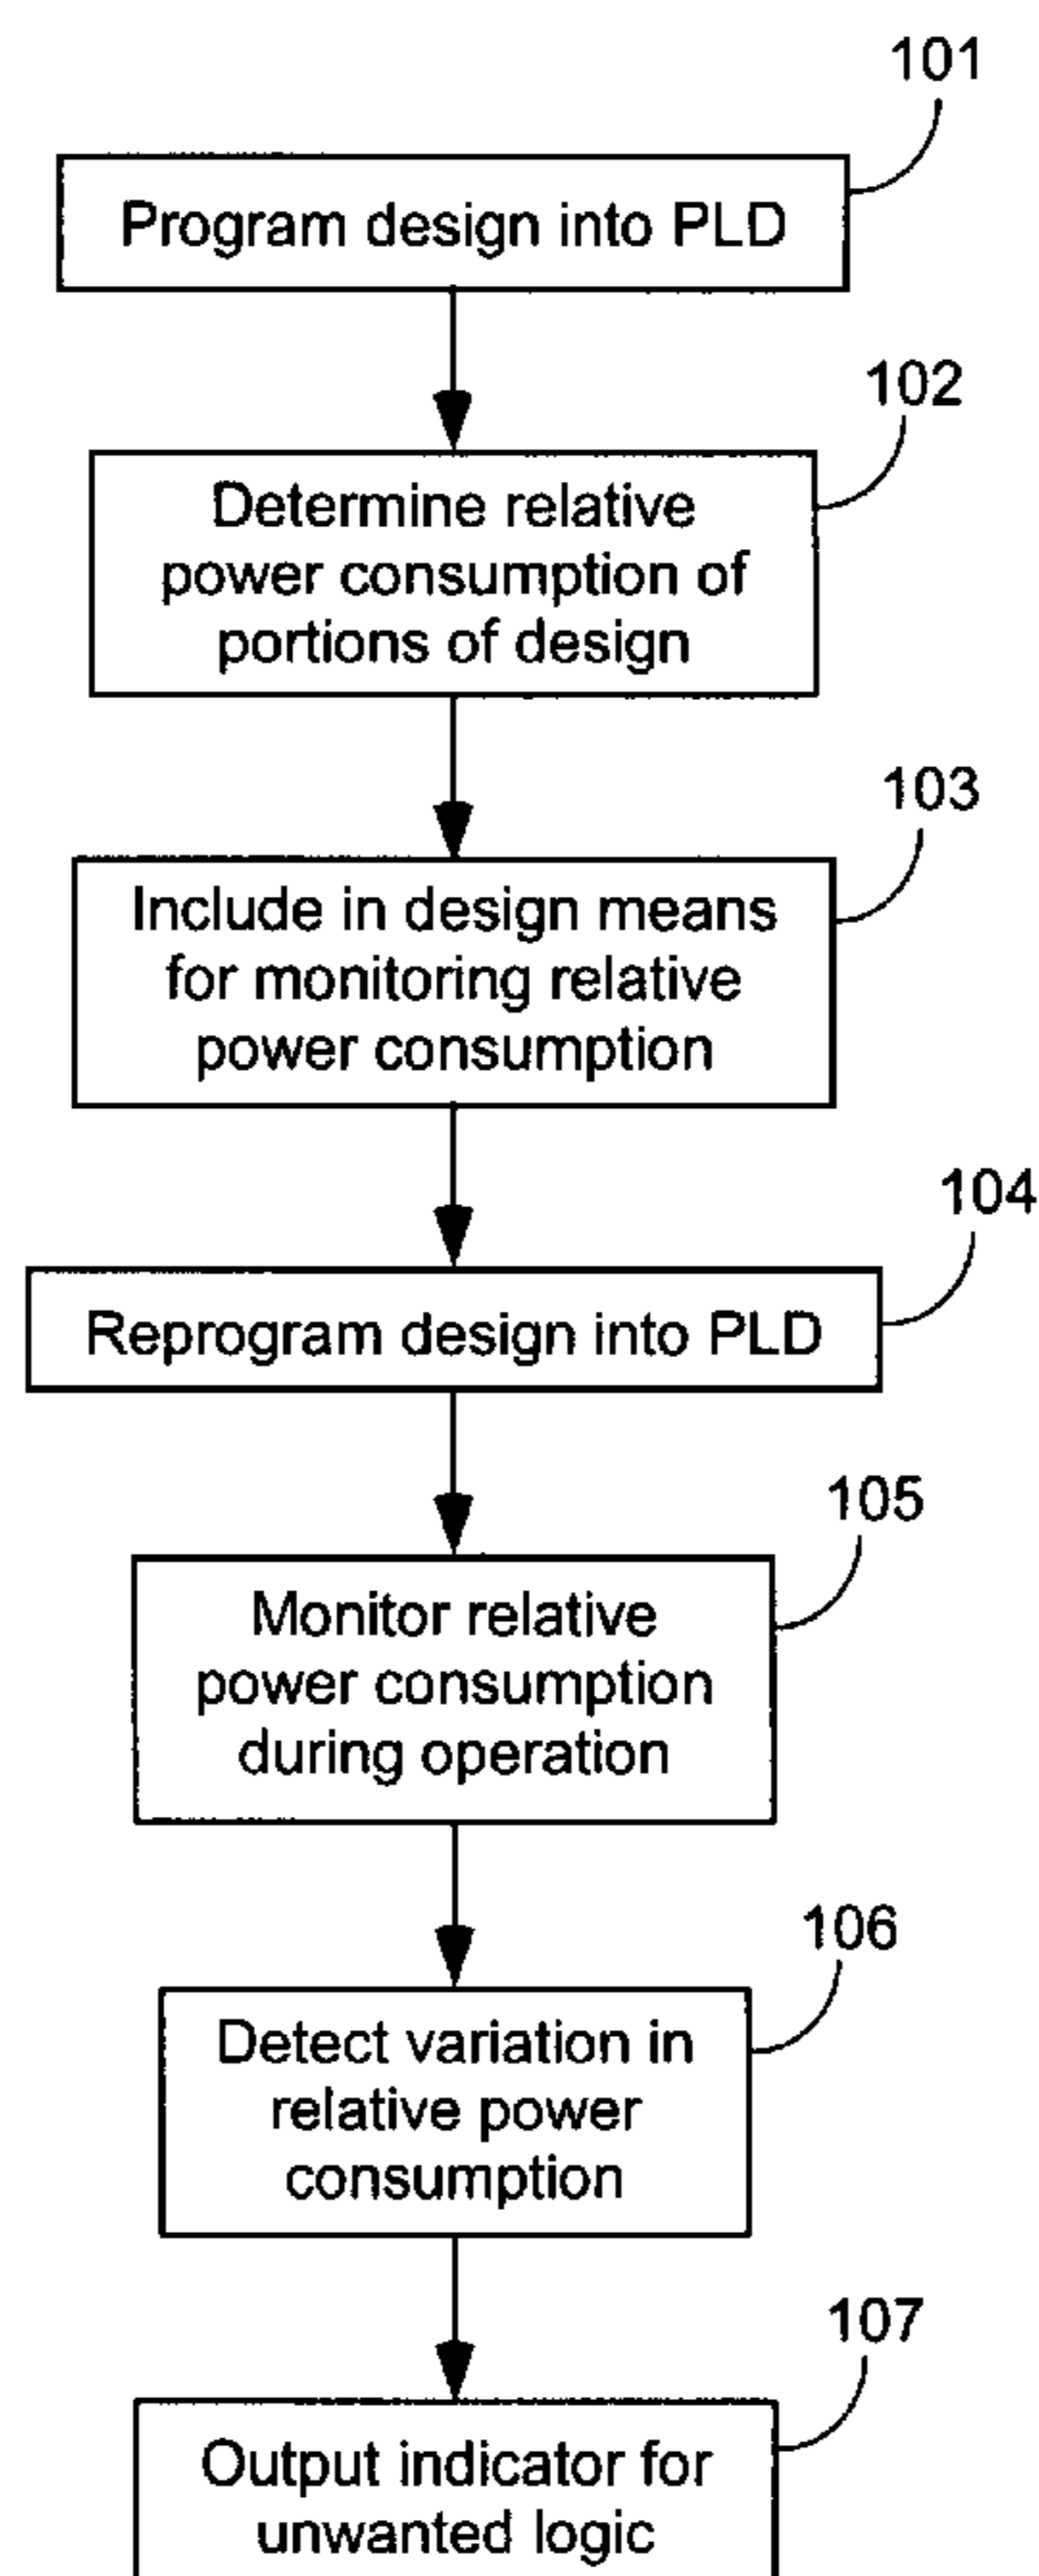 101
Program design into PLD
102
Determine relative
power consumption of
portions of design
103
Include in design means
for monitoring relative
power consumption
104
Reprogram design into PLD
105
Monitor relative
power consumption
during operation
106
Detect variation in
relative power
consumption
107
Output indicator for
unwanted logic